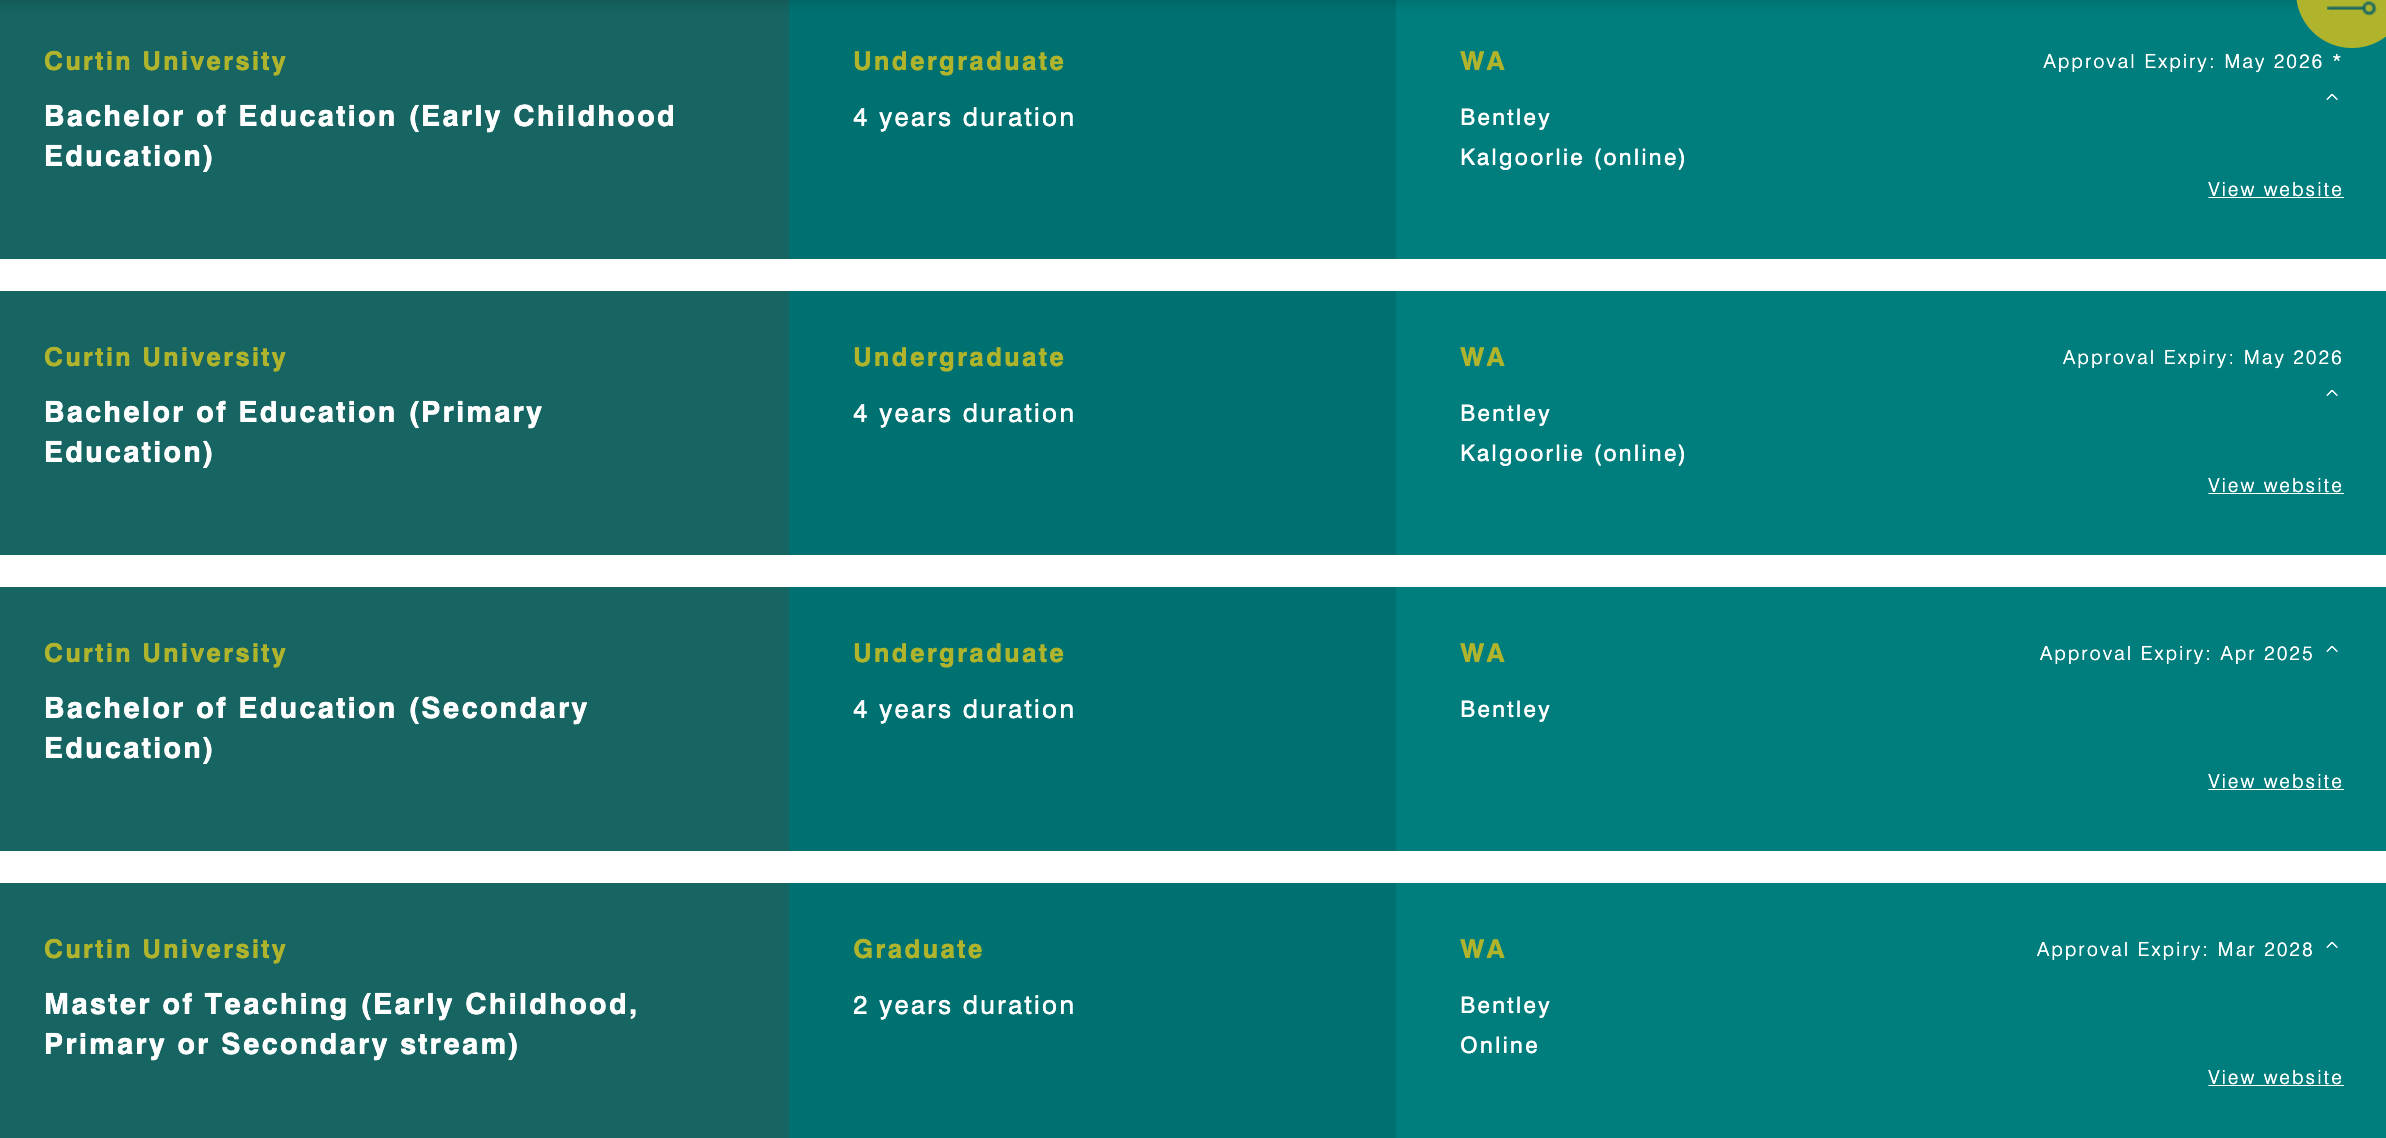 Curtin University
Bachelor of Education (Early Childhood
Education)
Undergraduate
4 years duration
WA
Bentley
Kalgoorlie (online)
Approval Expiry: May 2026 *
^
View website
Curtin University
Bachelor of Education (Primary
Education)
Undergraduate
4 years duration
WA
Bentley
Kalgoorlie (online)
Approval Expiry: May 2026
^
View website
Curtin University
Bachelor of Education (Secondary
Education)
Undergraduate
4 years duration
WA
Bentley
Approval Expiry: Apr 2025 ^
View website
Curtin University
Master of Teaching (Early Childhood,
Primary or Secondary stream)
Graduate
2 years duration
WA
Bentley
Online
Approval Expiry: Mar 2028 ^
View website